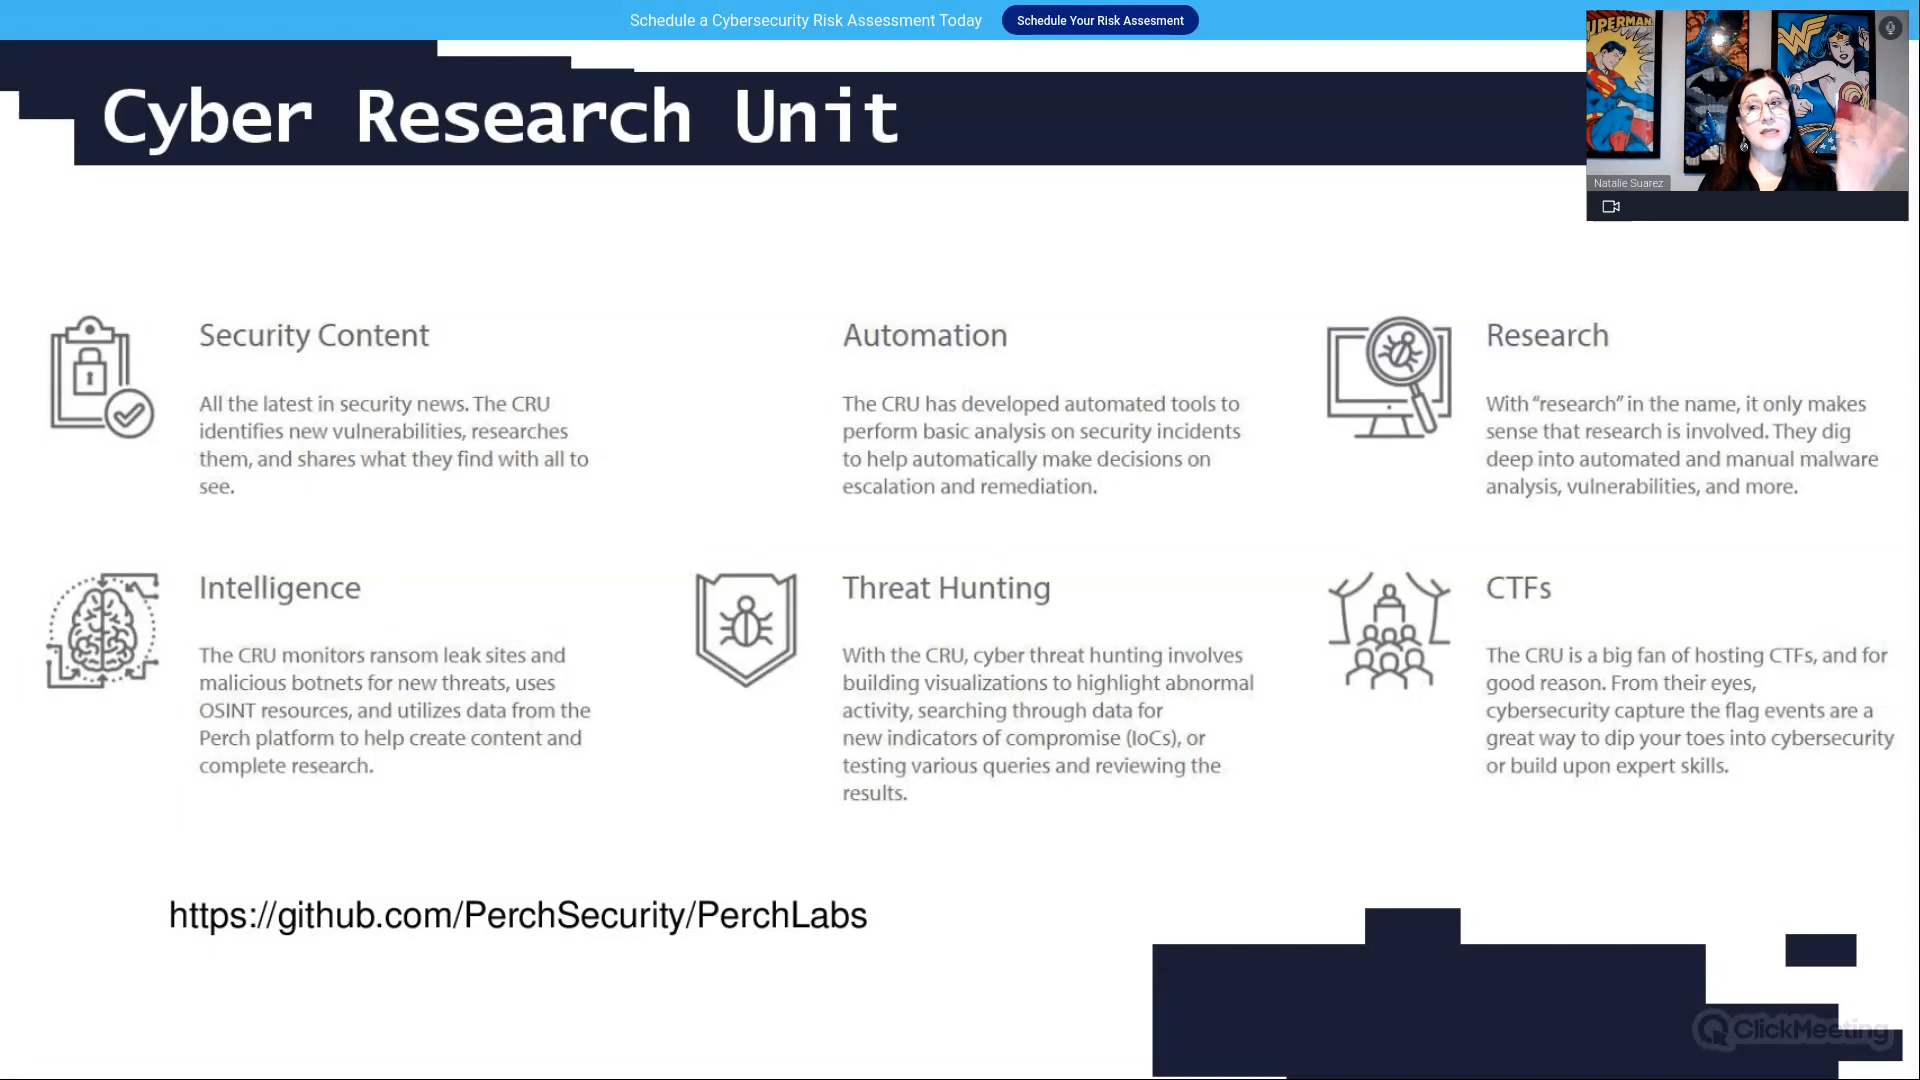 Schedule a Cybersecurity Risk Assessment Today
Schedule Your Risk Assesment
SUPERMAN
Natalie Suarez
Cyber Research Unit
Security Content
All the latest in security news. The CRU
identifies new vulnerabilities, researches
them, and shares what they find with all to
see.
Automation
The CRU has developed automated tools to
perform basic analysis on security incidents
to help automatically make decisions on
escalation and remediation.
Research
With “research” in the name, it only makes
sense that research is involved. They dig
deep into automated and manual malware
analysis, vulnerabilities, and more.
Intelligence
The CRU monitors ransom leak sites and
malicious botnets for new threats, uses
OSINT resources, and utilizes data from the
Perch platform to help create content and
complete research.
Threat Hunting
With the CRU, cyber threat hunting involves
building visualizations to highlight abnormal
activity, searching through data for
new indicators of compromise (IoCs), or
testing various queries and reviewing the
results.
CTFs
The CRU is a big fan of hosting CTFs, and for
good reason. From their eyes,
cybersecurity capture the flag events are a
great way to dip your toes into cybersecurity
or build upon expert skills.
https://github.com/PerchSecurity/PerchLabs
ClickMeeting